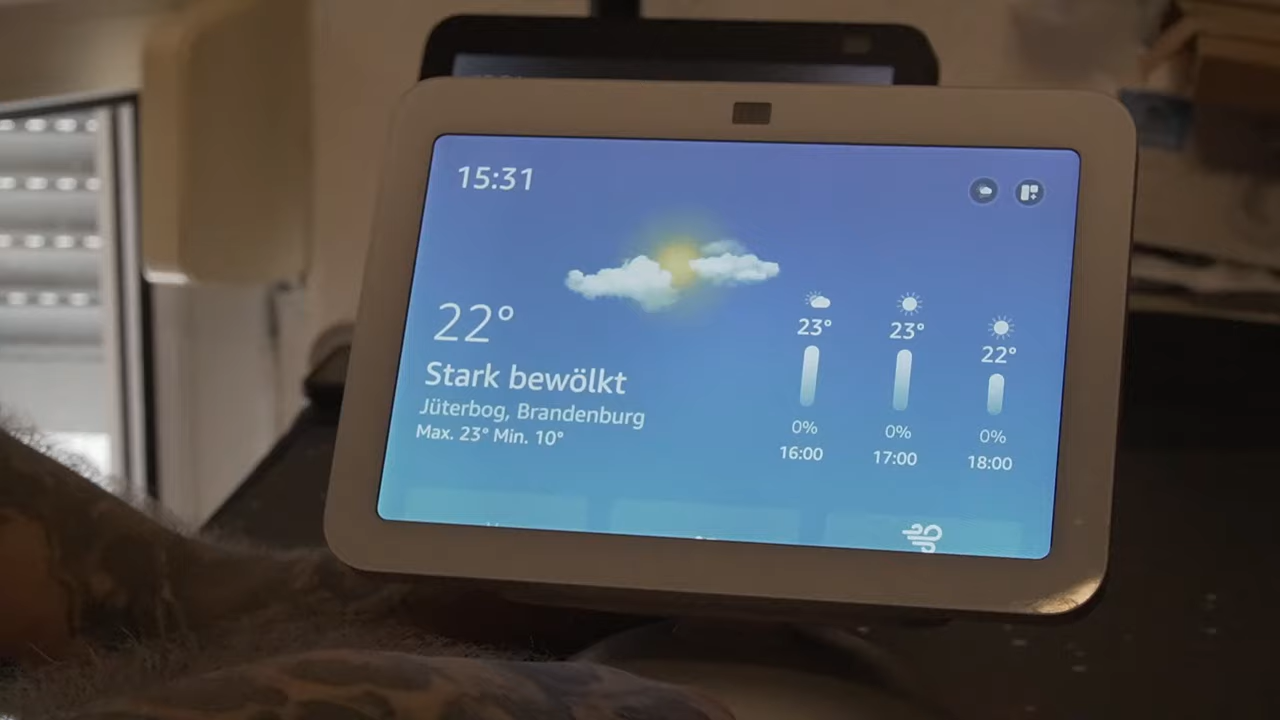 15:31
22°
Stark bewölkt
Jüterbog, Brandenburg
Max. 23° Min. 10°
23° 23° 22°
0% 0% 0%
16:00 17:00 18:00